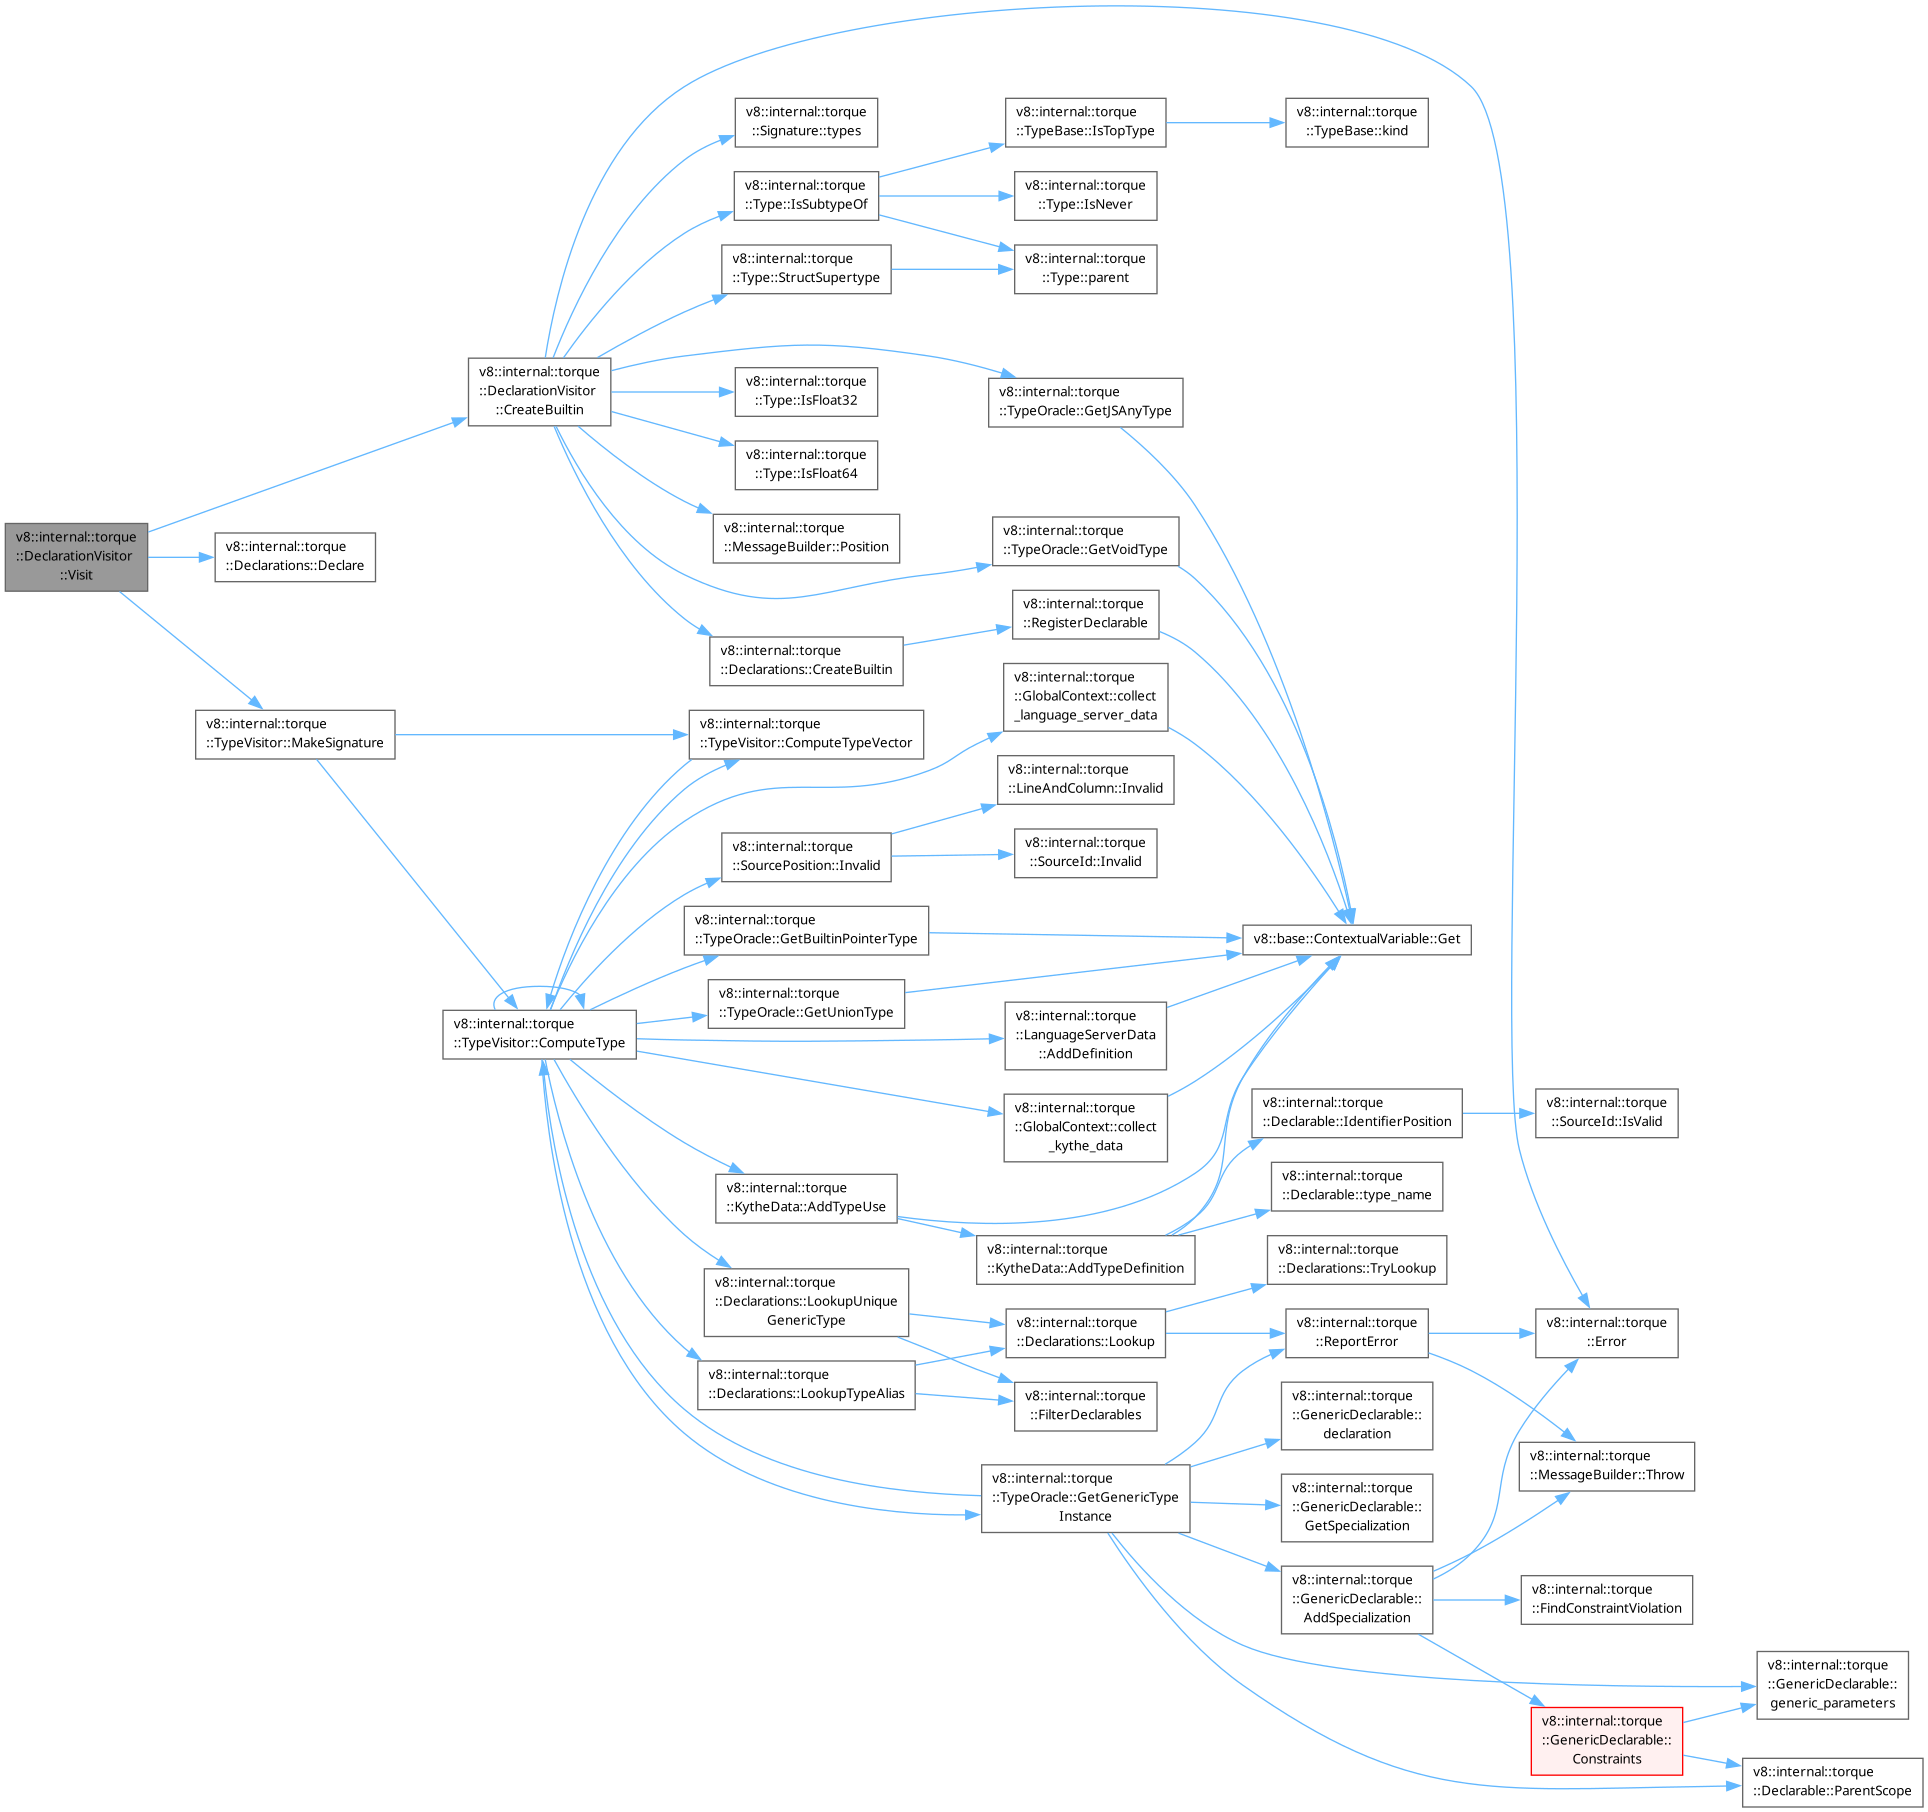 v8::internal::torque
::DeclarationVisitor
::Visit
v8::internal::torque
::DeclarationVisitor
::CreateBuiltin
v8::internal::torque
::Signature::types
v8::internal::torque
::Type::IsSubtypeOf
v8::internal::torque
::TypeBase::IsTopType
v8::internal::torque
::TypeBase::kind
v8::internal::torque
::Type::IsNever
v8::internal::torque
::Type::parent
v8::internal::torque
::Type::StructSupertype
v8::internal::torque
::TypeOracle::GetJSAnyType
v8::internal::torque
::Type::IsFloat32
v8::internal::torque
::Type::IsFloat64
v8::internal::torque
::MessageBuilder::Position
v8::internal::torque
::TypeOracle::GetVoidType
v8::internal::torque
::Declarations::CreateBuiltin
v8::internal::torque
::RegisterDeclarable
v8::internal::torque
::Declarations::Declare
v8::internal::torque
::TypeVisitor::MakeSignature
v8::internal::torque
::TypeVisitor::ComputeTypeVector
v8::internal::torque
::GlobalContext::collect
_language_server_data
v8::internal::torque
::LineAndColumn::Invalid
v8::internal::torque
::SourcePosition::Invalid
v8::internal::torque
::SourceId::Invalid
v8::internal::torque
::TypeOracle::GetBuiltinPointerType
v8::base::ContextualVariable::Get
v8::internal::torque
::TypeOracle::GetUnionType
v8::internal::torque
::TypeVisitor::ComputeType
v8::internal::torque
::LanguageServerData
::AddDefinition
v8::internal::torque
::GlobalContext::collect
_kythe_data
v8::internal::torque
::Declarable::IdentifierPosition
v8::internal::torque
::SourceId::IsValid
v8::internal::torque
::KytheData::AddTypeUse
v8::internal::torque
::Declarable::type_name
v8::internal::torque
::KytheData::AddTypeDefinition
v8::internal::torque
::Declarations::TryLookup
v8::internal::torque
::Declarations::LookupUnique
GenericType
v8::internal::torque
::Declarations::Lookup
v8::internal::torque
::ReportError
v8::internal::torque
::Error
v8::internal::torque
::Declarations::LookupTypeAlias
v8::internal::torque
::FilterDeclarables
v8::internal::torque
::GenericDeclarable::
declaration
v8::internal::torque
::MessageBuilder::Throw
v8::internal::torque
::TypeOracle::GetGenericType
Instance
v8::internal::torque
::GenericDeclarable::
GetSpecialization
v8::internal::torque
::GenericDeclarable::
AddSpecialization
v8::internal::torque
::FindConstraintViolation
v8::internal::torque
::GenericDeclarable::
generic_parameters
v8::internal::torque
::GenericDeclarable::
Constraints
v8::internal::torque
::Declarable::ParentScope